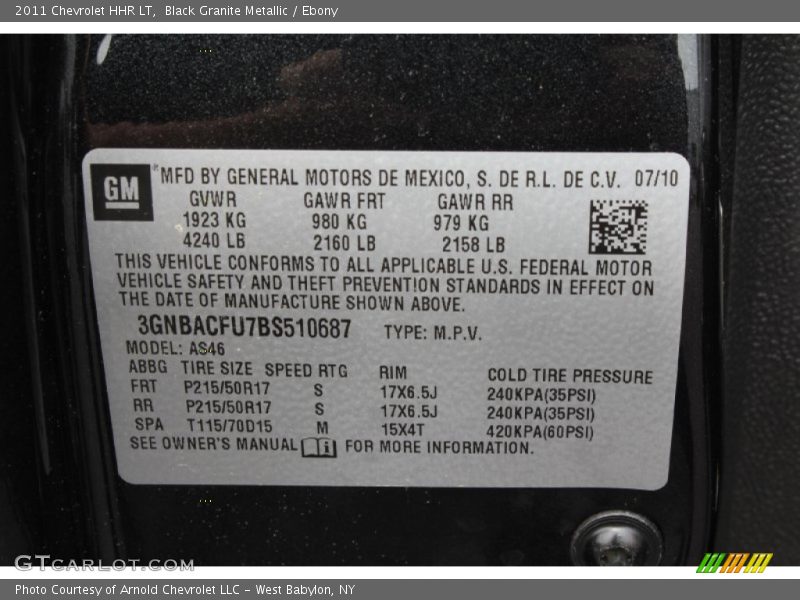 2011 Chevrolet HHR LT, Black Granite Metallic / Ebony
GM *MFD BY GENERAL MOTORS DE MEXICO, S. DE R.L. DE C.V. 07/10
GVWR GAWR FRT GAWR RR
1923 KG 980 KG 979 KG
4240 LB 2160 LB 2158 LB
THIS VEHICLE CONFORMS TO ALL APPLICABLE U.S. FEDERAL MOTOR
VEHICLE SAFETY AND THEFT PREVENTION STANDARDS IN EFFECT ON
THE DATE OF MANUFACTURE SHOWN ABOVE.
3GNBACFU7BS510687 TYPE: M.P.V.
MODEL: AS46
ABBG TIRE SIZE SPEED RTG RIM COLD TIRE PRESSURE
FRT P215/50R17 S 17X6.5J 240KPA(35PSI)
RR P215/50R17 S 17X6.5J 240KPA(35PSI)
SPA T115/70D15 M 15X4T 420KPA(60PSI)
SEE OWNER'S MANUAL i FOR MORE INFORMATION.
GTCARLOT.COM
Photo Courtesy of Arnold Chevrolet LLC - West Babylon, NY